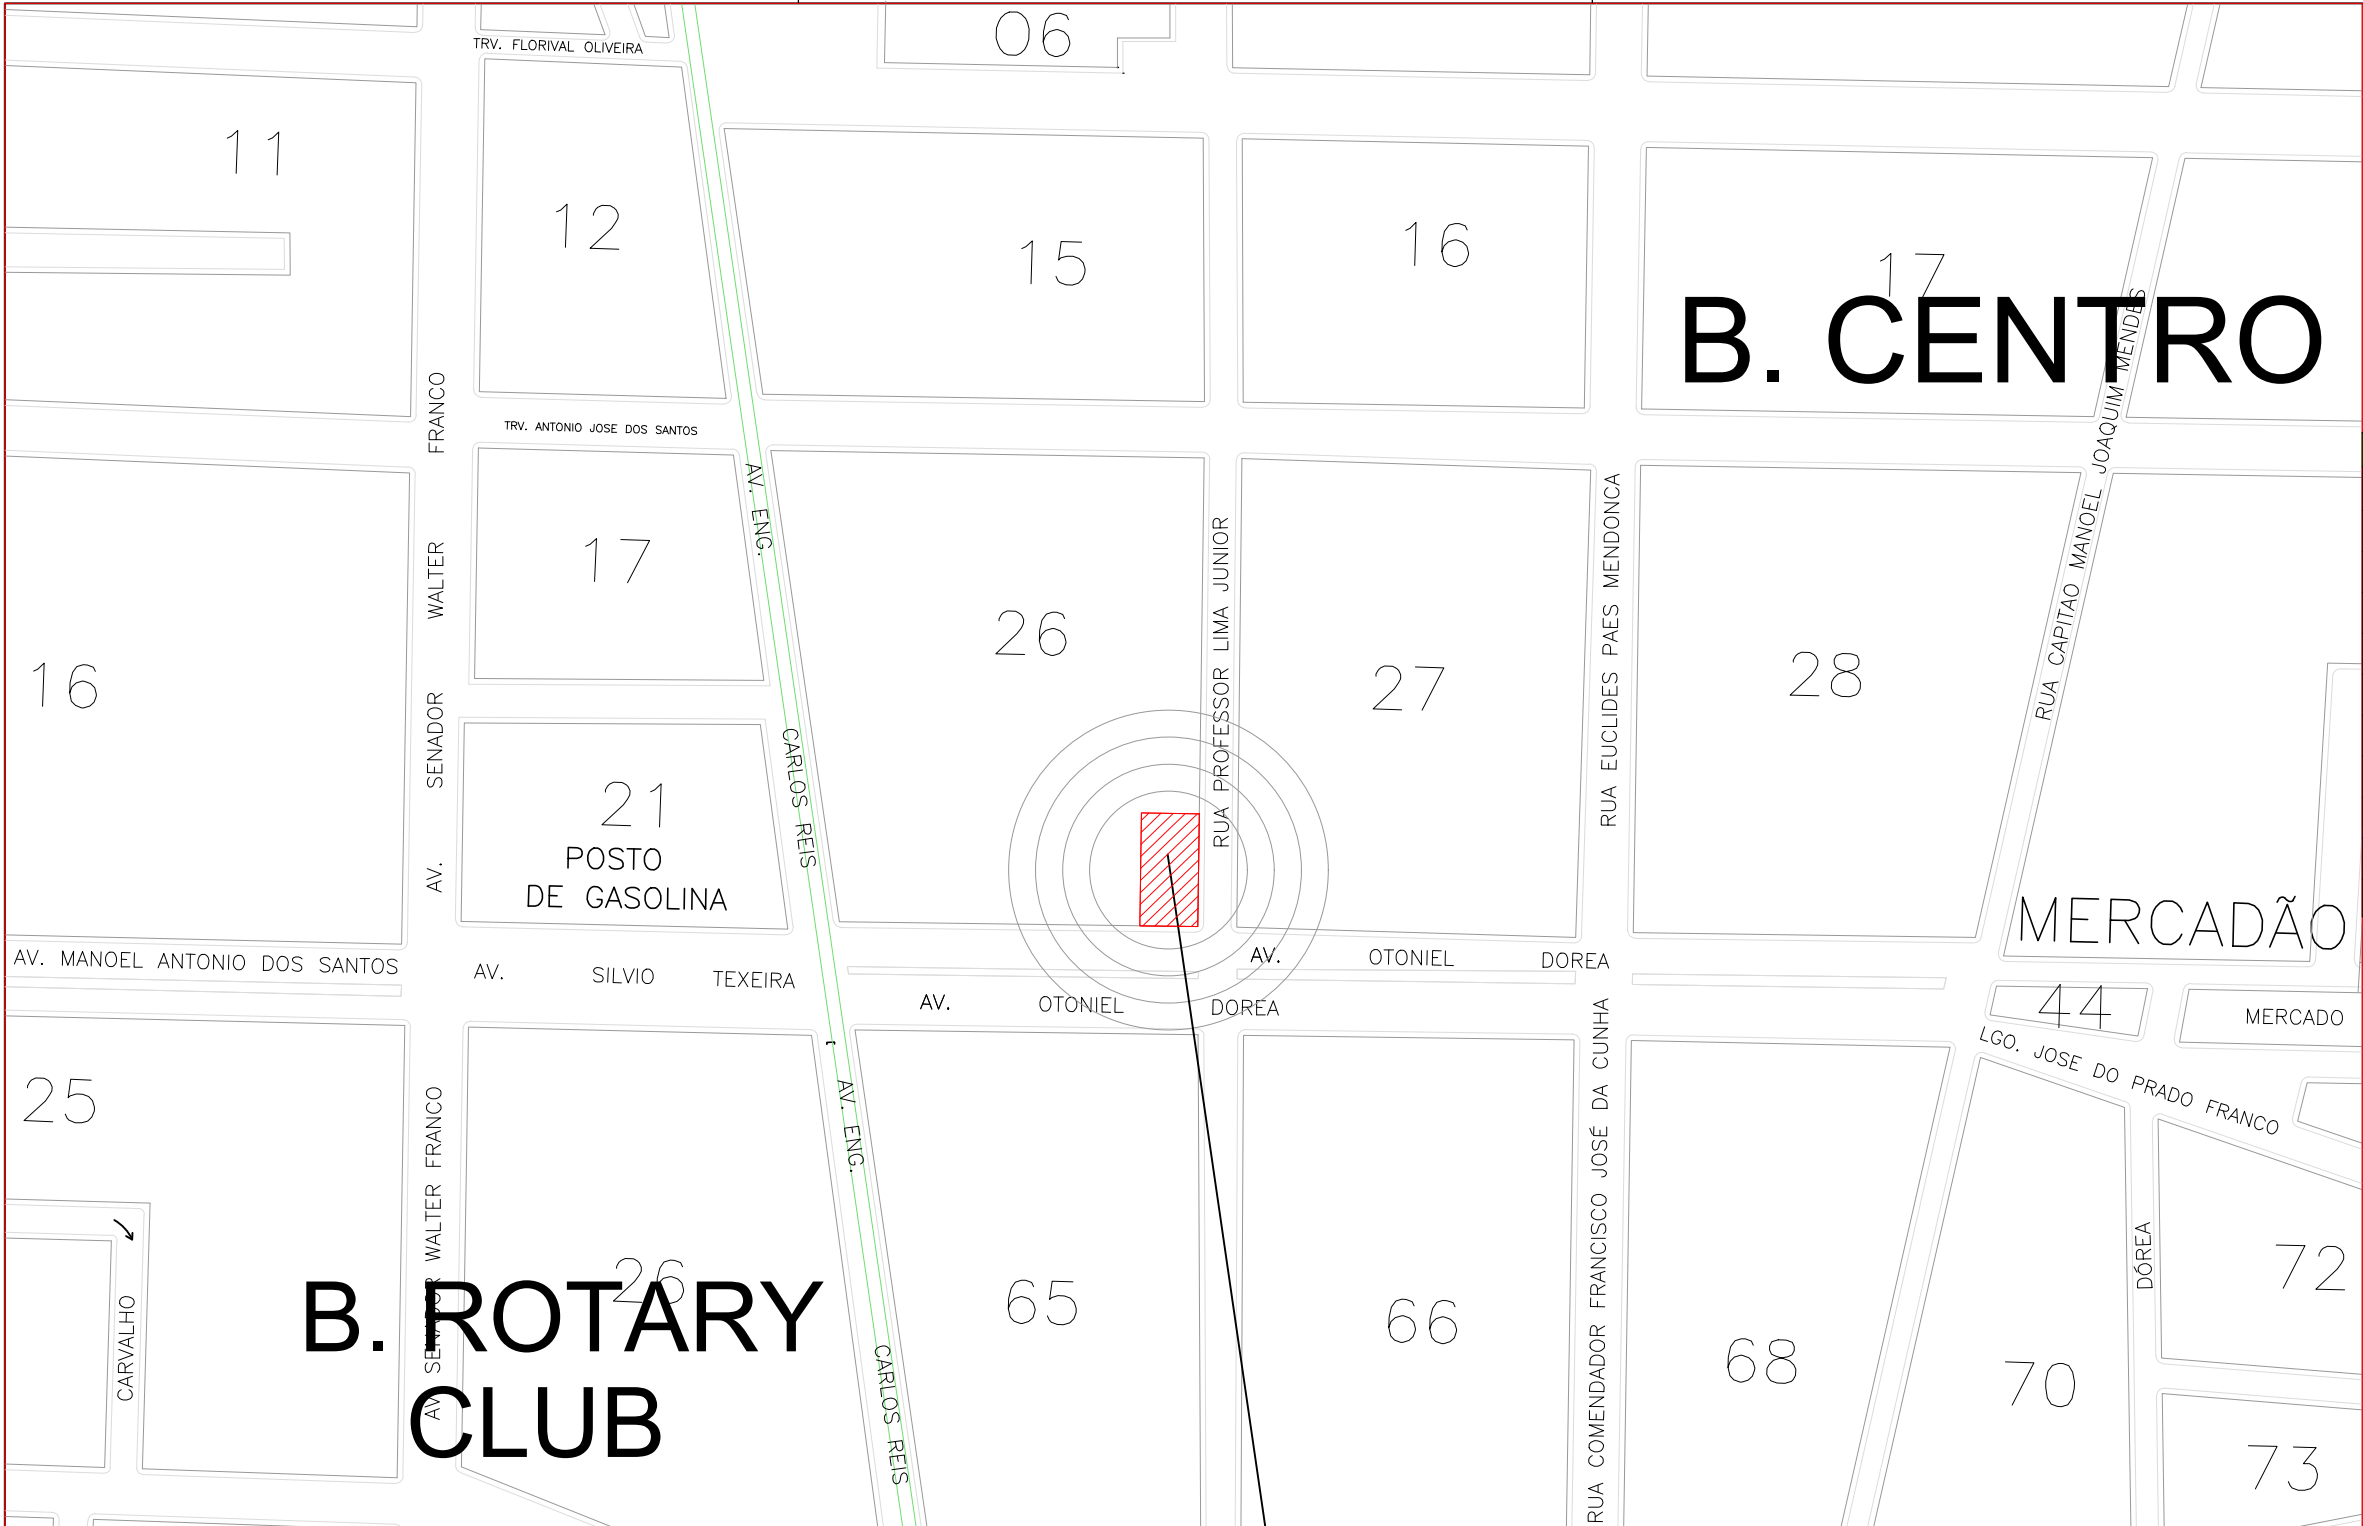 06
TRV. FLORIVAL OLIVEIRA
11
12
15
16
17
B. CENTRO
TRV. ANTONIO JOSE DOS SANTOS
AV. SENADOR WALTER FRANCO
AV. ENG. CARLOS REIS
RUA PROFESSOR LIMA JUNIOR
RUA EUCLIDES PAES MENDONCA
RUA CAPITAO MANOEL JOAQUIM MENDES
16
17
26
27
28
21
POSTO
DE GASOLINA
MERCADÃO
AV. MANOEL ANTONIO DOS SANTOS
AV. SILVIO TEXEIRA
AV. OTONIEL DOREA
AV. OTONIEL DOREA
44
MERCADO
LGO. JOSE DO PRADO FRANCO
25
AV SENADOR WALTER FRANCO
AV. ENG. CARLOS REIS
RUA COMENDADOR FRANCISCO JOSÉ DA CUNHA
DÓREA
CARVALHO
26
B. ROTARY
CLUB
65
66
68
70
72
73